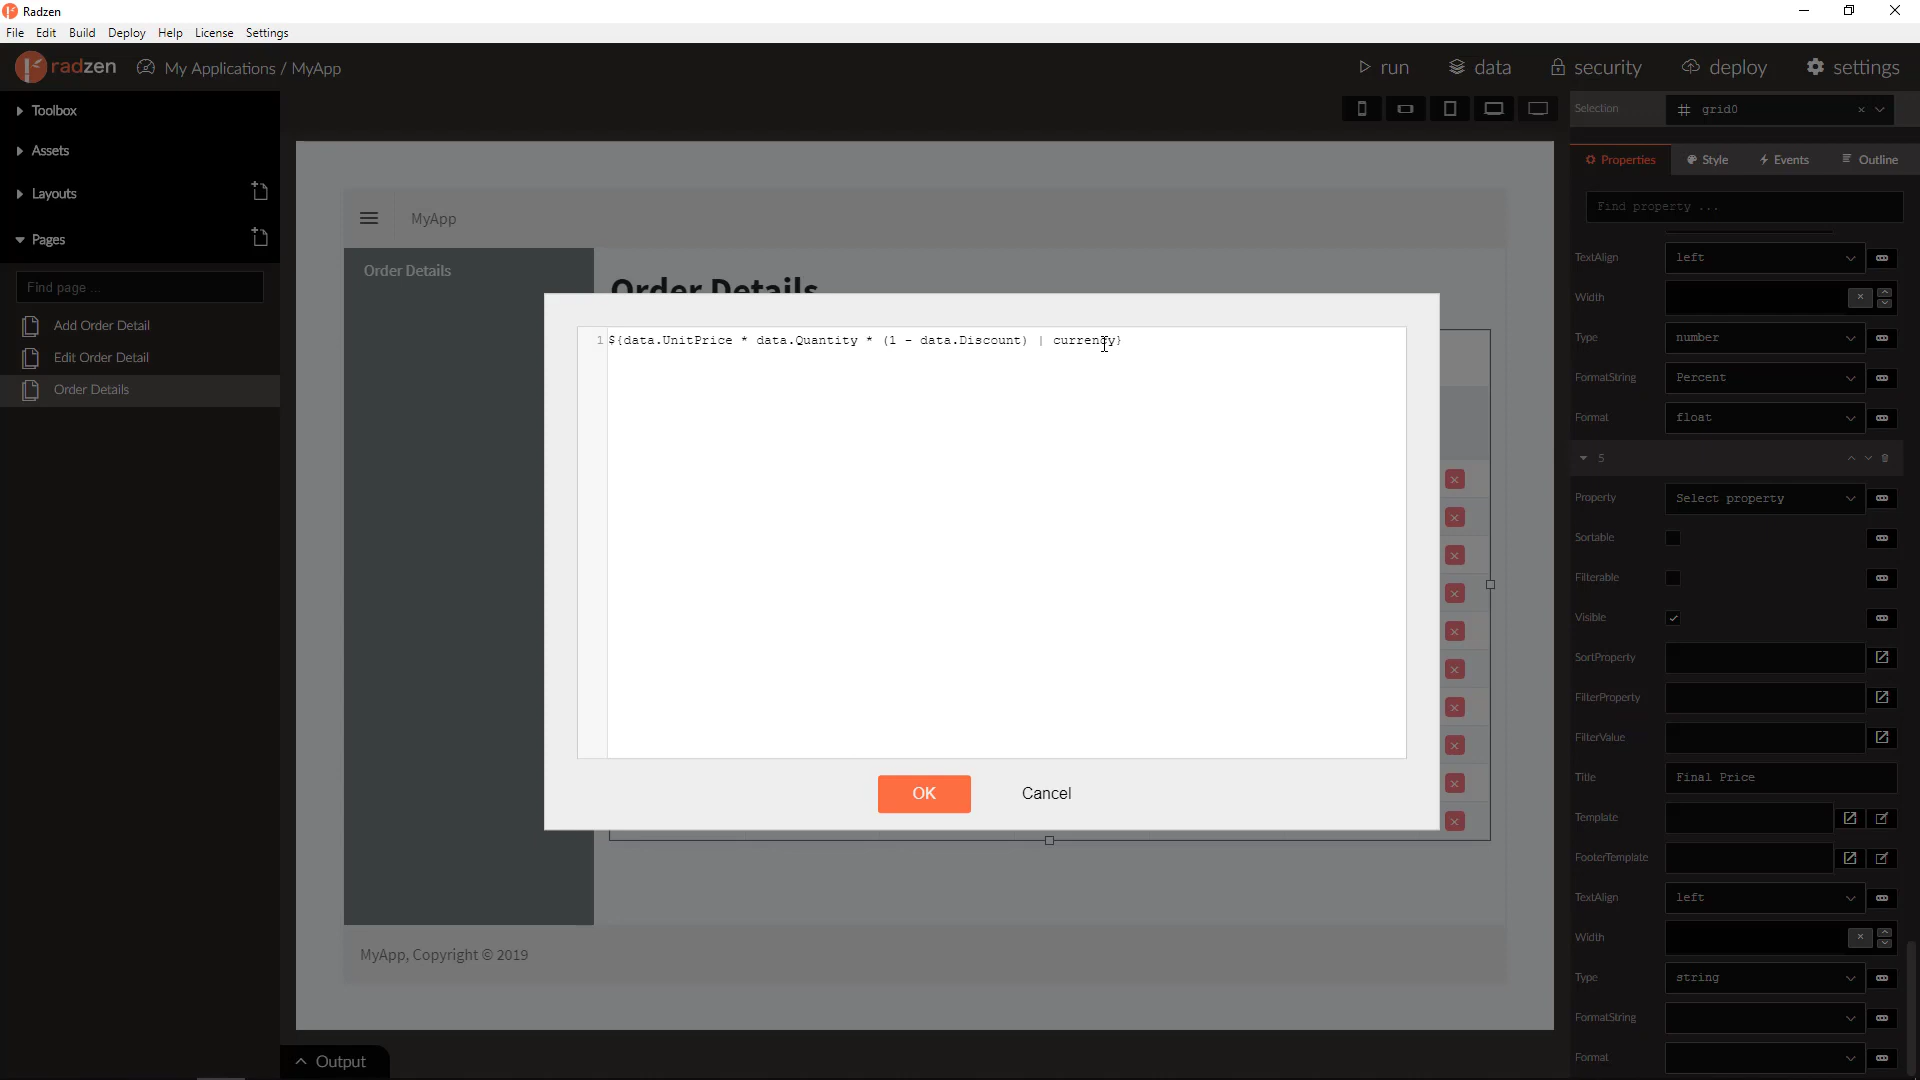 Radzen
File Edit Build Deploy Help License Settings
radzen My Applications / MyApp run data security deploy settings
Toolbox
Assets
Layouts
Pages
Find page ...
Add Order Detail
Edit Order Detail
Order Details
Selection grid0
MyApp
Order Details
Order Details
1 ${data.UnitPrice * data.Quantity * (1 - data.Discount) | currency}
OK Cancel
MyApp, Copyright © 2019
Output
Properties Style Events Outline
Find property ...
TextAlign left
Width
Type number
FormatString Percent
Format float
5
Property Select property
Sortable
Filterable
Visible
SortProperty
FilterProperty
FilterValue
Title Final Price
Template
FooterTemplate
TextAlign left
Width
Type string
FormatString
Format